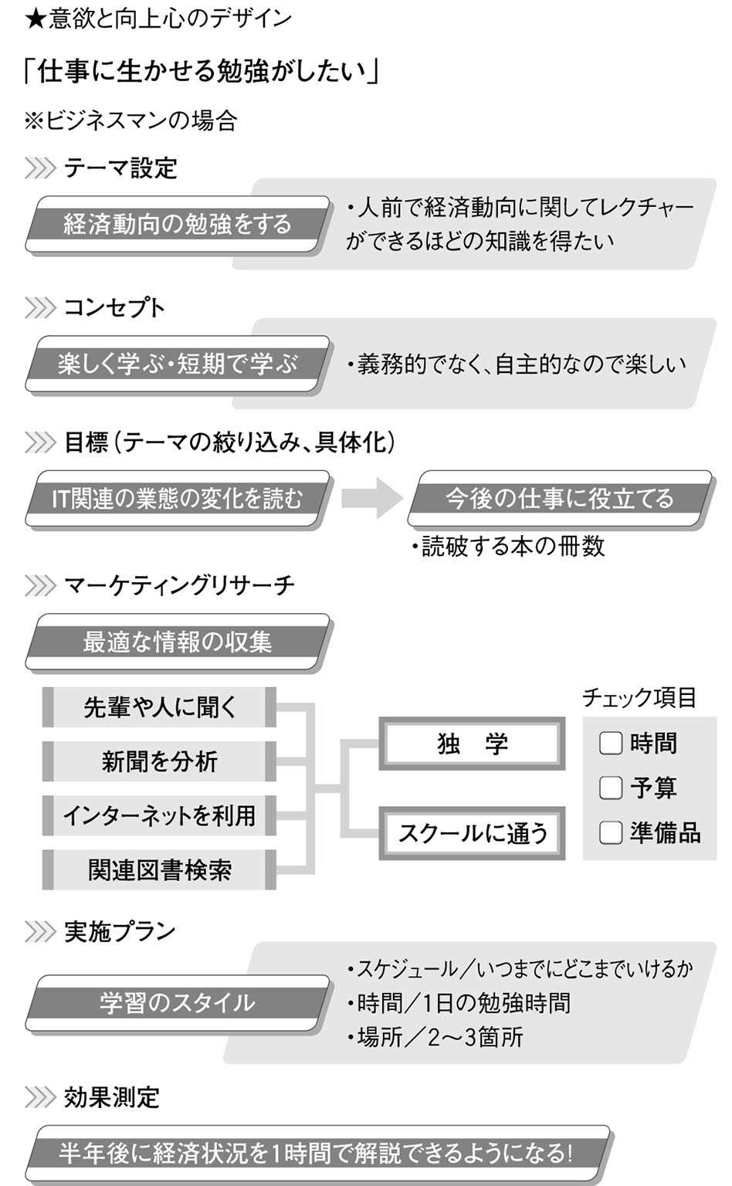 ★意欲と向上心のデザイン
「仕事に生かせる勉強がしたい」
※ビジネスマンの場合
テーマ設定
経済動向の勉強をする
・人前で経済動向に関してレクチャー
ができるほどの知識を得たい
コンセプト
楽しく学ぶ・短期で学ぶ
・義務的でなく、自主的なので楽しい
目標（テーマの絞り込み、具体化）
IT関連の業態の変化を読む
今後の仕事に役立てる
・読破する本の冊数
マーケティングリサーチ
最適な情報の収集
先輩や人に聞く
新聞を分析
インターネットを利用
関連図書検索
独　学
スクールに通う
チェック項目
時間
予算
準備品
実施プラン
学習のスタイル
・スケジュール／いつまでにどこまでいけるか
・時間／1日の勉強時間
・場所／2〜3箇所
効果測定
半年後に経済状況を1時間で解説できるようになる!